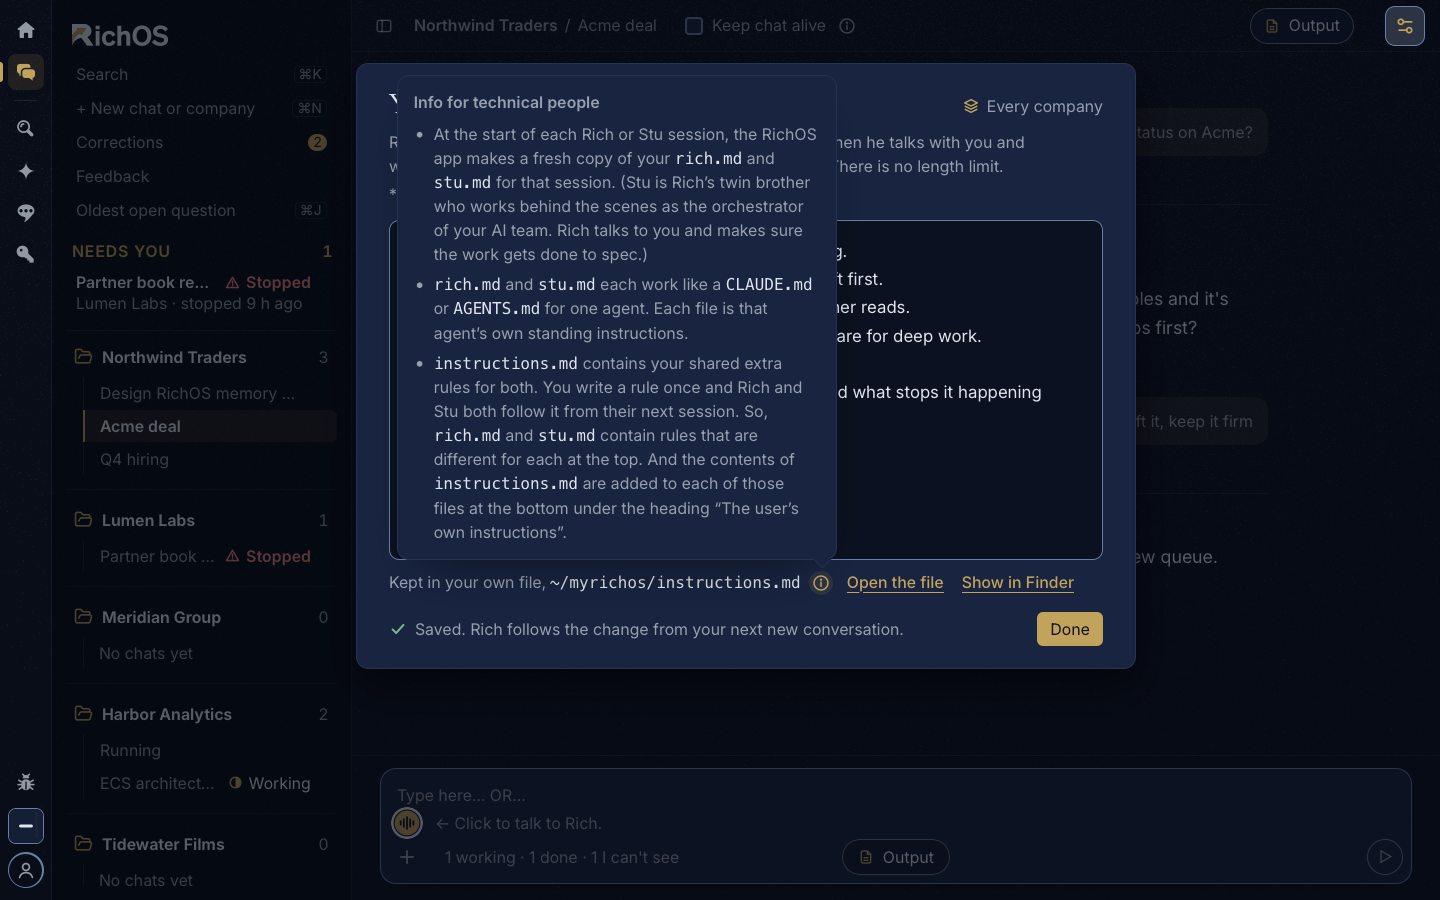 RichOS
Search ⌘K
+ New chat or company ⌘N
Corrections 2
Feedback
Oldest open question ⌘J
NEEDS YOU 1
Partner book re... Stopped
Lumen Labs · stopped 9 h ago
Northwind Traders 3
Design RichOS memory ...
Acme deal
Q4 hiring
Lumen Labs 1
Partner book ... Stopped
Meridian Group 0
No chats yet
Harbor Analytics 2
Running
ECS architect... Working
Tidewater Films 0
No chats yet
Northwind Traders / Acme deal Keep chat alive
Output
Every company
hen he talks with you and
There is no length limit.
*
Info for technical people
• At the start of each Rich or Stu session, the RichOS
app makes a fresh copy of your rich.md and
stu.md for that session. (Stu is Rich’s twin brother
who works behind the scenes as the orchestrator
of your AI team. Rich talks to you and makes sure
the work gets done to spec.)
• rich.md and stu.md each work like a CLAUDE.md
or AGENTS.md for one agent. Each file is that
agent’s own standing instructions.
• instructions.md contains your shared extra
rules for both. You write a rule once and Rich and
Stu both follow it from their next session. So,
rich.md and stu.md contain rules that are
different for each at the top. And the contents of
instructions.md are added to each of those
files at the bottom under the heading “The user’s
own instructions”.
g.
t first.
her reads.
are for deep work.
d what stops it happening
Kept in your own file, ~/myrichos/instructions.md Open the file Show in Finder
Saved. Rich follows the change from your next new conversation.
Done
tatus on Acme?
les and it's
s first?
ft it, keep it firm
ew queue.
Type here... OR...
← Click to talk to Rich.
1 working · 1 done · 1 I can't see
Output